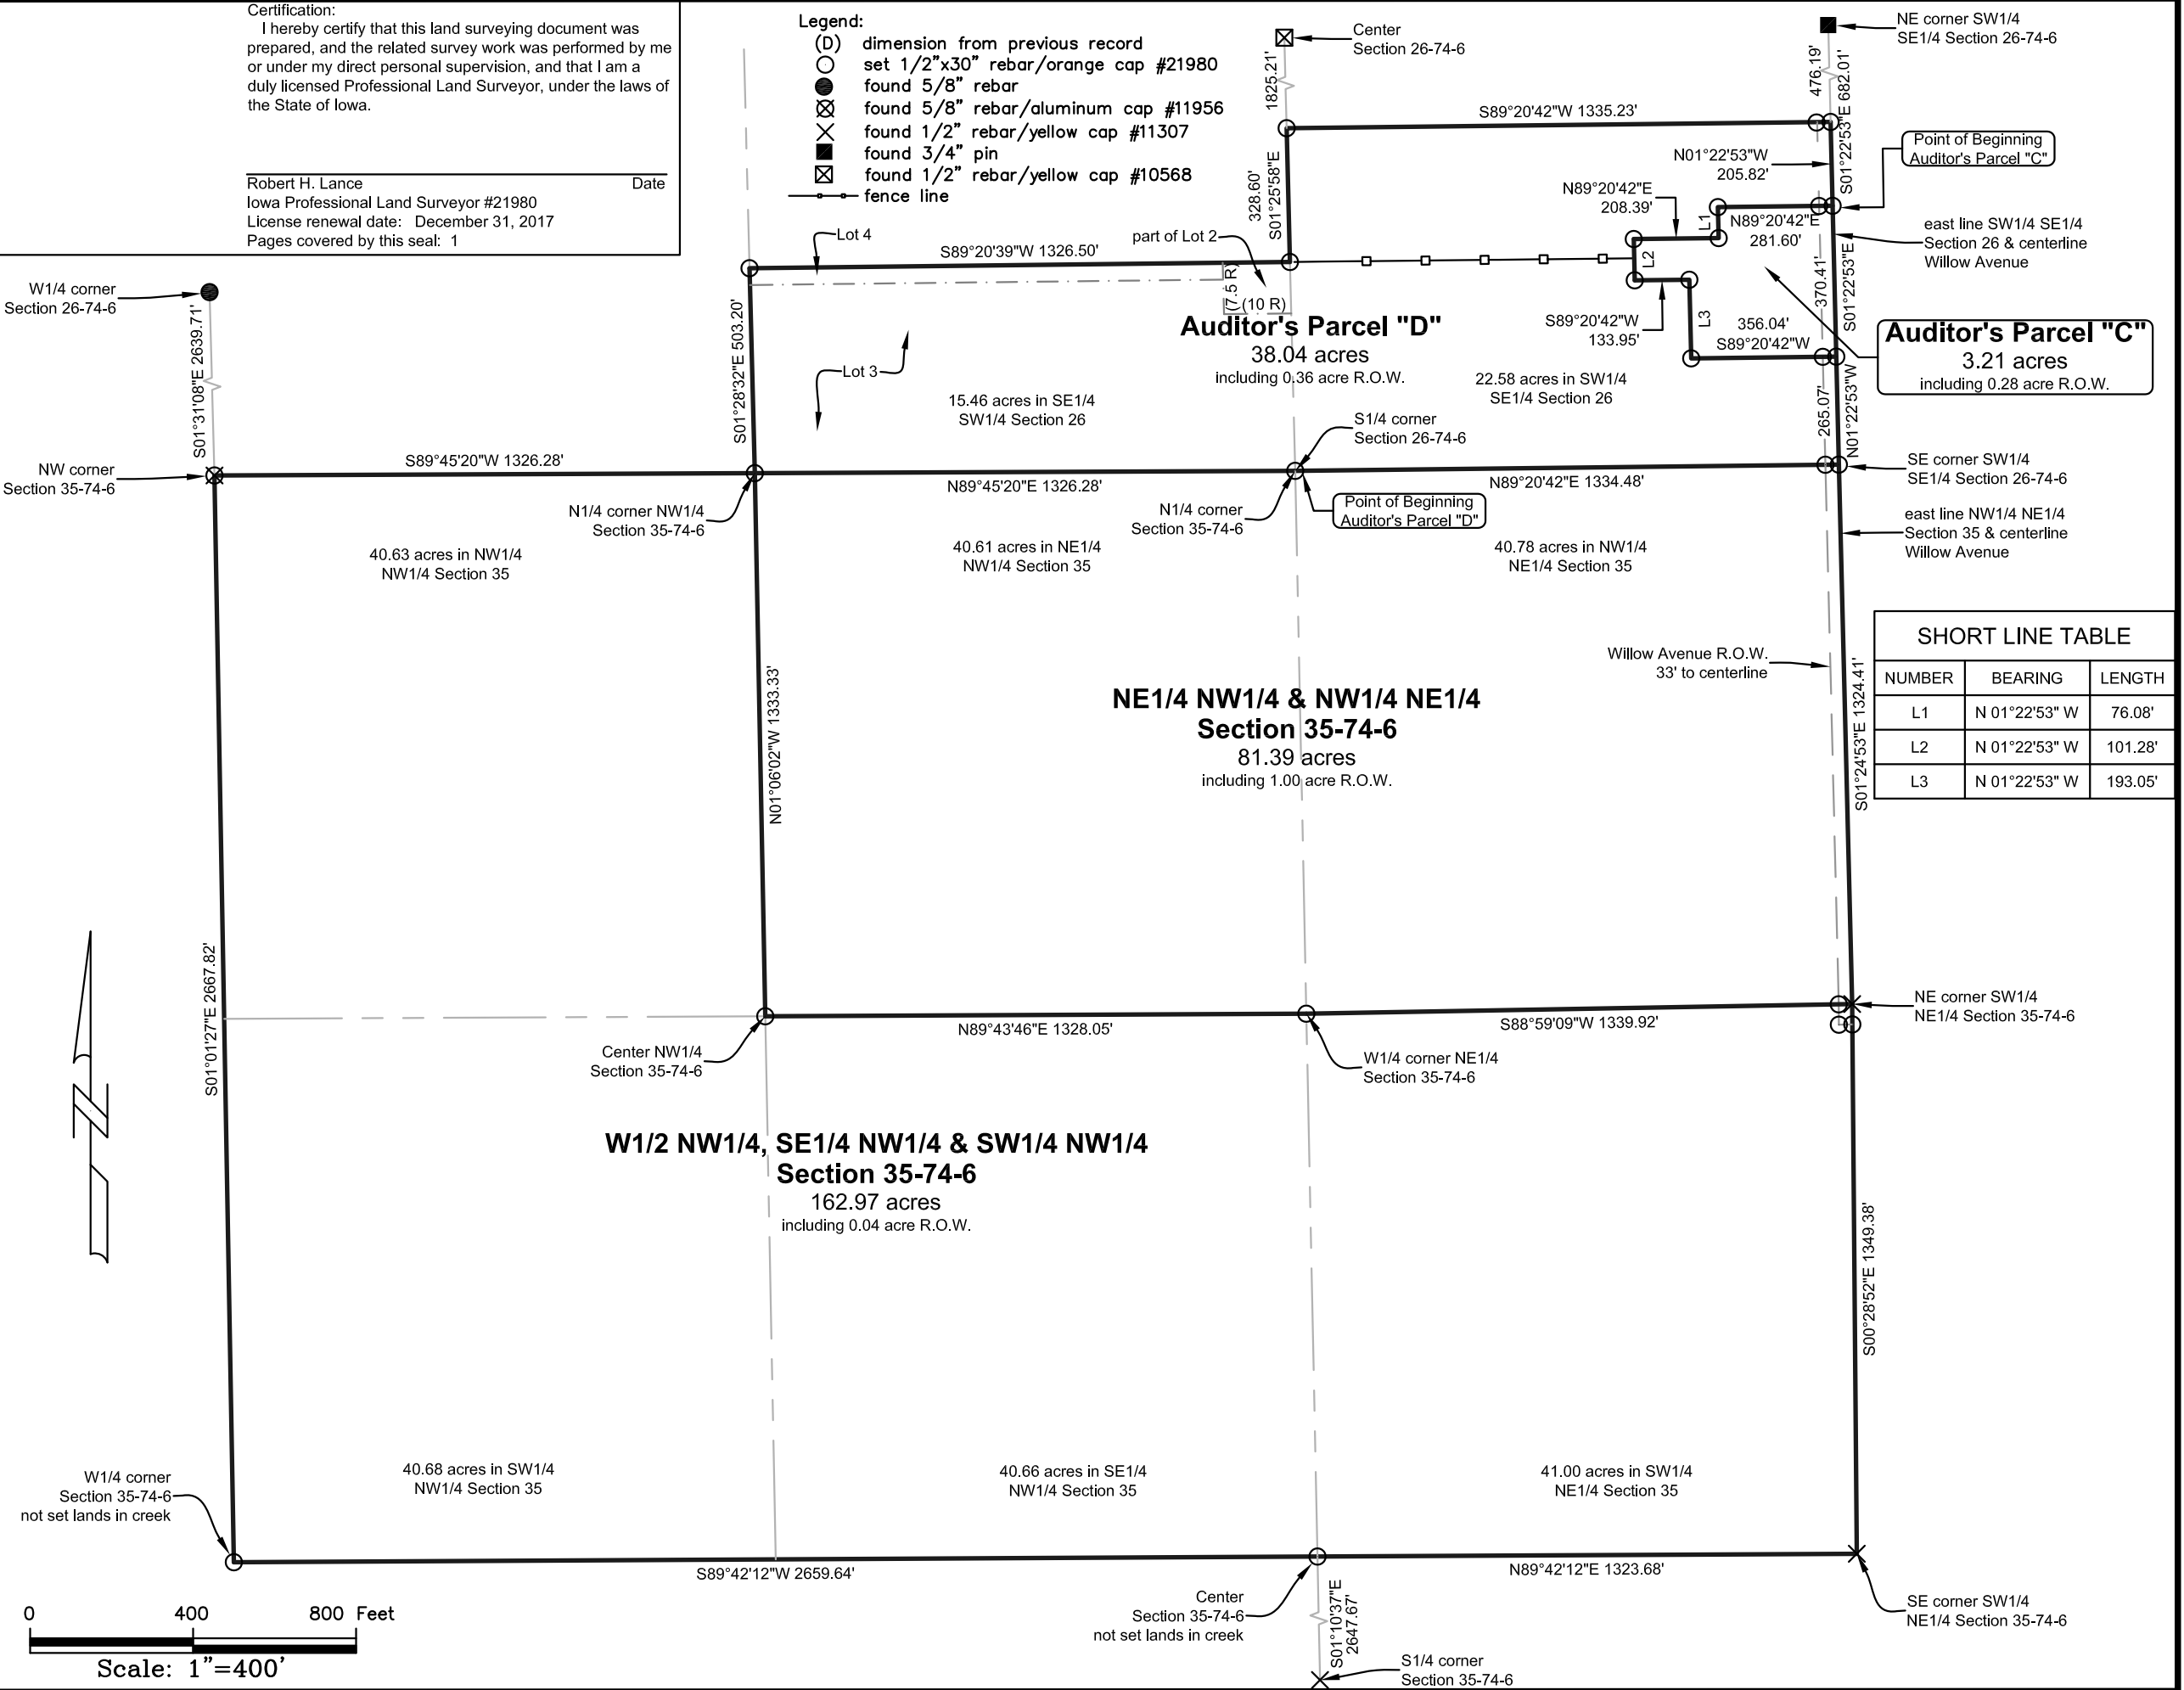 Certification:
I hereby certify that this land surveying document was
prepared, and the related survey work was performed by me
or under my direct personal supervision, and that I am a
duly licensed Professional Land Surveyor, under the laws of
the State of Iowa.
Robert H. Lance Date
Iowa Professional Land Surveyor #21980
License renewal date: December 31, 2017
Pages covered by this seal: 1
Legend:
(D) dimension from previous record
set 1/2"x30" rebar/orange cap #21980
found 5/8" rebar
found 5/8" rebar/aluminum cap #11956
found 1/2" rebar/yellow cap #11307
found 3/4" pin
found 1/2" rebar/yellow cap #10568
fence line
Center
Section 26-74-6
1825.21'
NE corner SW1/4
SE1/4 Section 26-74-6
476.19'
S01°22'53"E 682.01'
S89°20'42"W 1335.23'
Point of Beginning
Auditor's Parcel "C"
N01°22'53"W
205.82'
N89°20'42"E
208.39'
L1
N89°20'42"E
281.60'
east line SW1/4 SE1/4
Section 26 & centerline
Willow Avenue
328.60'
S01°25'58"E
Lot 4
S89°20'39"W 1326.50'
part of Lot 2
(7.5 R)
(10 R)
L2
L3
S89°20'42"W
133.95'
356.04'
S89°20'42"W
370.41'
S01°22'53"E
Auditor's Parcel "C"
3.21 acres
including 0.28 acre R.O.W.
Auditor's Parcel "D"
38.04 acres
including 0.36 acre R.O.W.
22.58 acres in SW1/4
SE1/4 Section 26
15.46 acres in SE1/4
SW1/4 Section 26
Lot 3
S01°28'32"E 503.20'
W1/4 corner
Section 26-74-6
S01°31'08"E 2639.71'
265.07'
N01°22'53"W
S1/4 corner
Section 26-74-6
NW corner
Section 35-74-6
S89°45'20"W 1326.28'
N89°45'20"E 1326.28'
N89°20'42"E 1334.48'
SE corner SW1/4
SE1/4 Section 26-74-6
N1/4 corner NW1/4
Section 35-74-6
N1/4 corner
Section 35-74-6
Point of Beginning
Auditor's Parcel "D"
east line NW1/4 NE1/4
Section 35 & centerline
Willow Avenue
40.63 acres in NW1/4
NW1/4 Section 35
40.61 acres in NE1/4
NW1/4 Section 35
40.78 acres in NW1/4
NE1/4 Section 35
Willow Avenue R.O.W.
33' to centerline
N01°06'02"W 1333.33'
S01°24'53"E 1324.41'
NE1/4 NW1/4 & NW1/4 NE1/4
Section 35-74-6
81.39 acres
including 1.00 acre R.O.W.
SHORT LINE TABLE
NUMBER BEARING LENGTH
L1 N 01°22'53" W 76.08'
L2 N 01°22'53" W 101.28'
L3 N 01°22'53" W 193.05'
S01°01'27"E 2667.82'
N89°43'46"E 1328.05'
S88°59'09"W 1339.92'
NE corner SW1/4
NE1/4 Section 35-74-6
Center NW1/4
Section 35-74-6
W1/4 corner NE1/4
Section 35-74-6
N
W1/2 NW1/4, SE1/4 NW1/4 & SW1/4 NW1/4
Section 35-74-6
162.97 acres
including 0.04 acre R.O.W.
S00°28'52"E 1349.38'
40.68 acres in SW1/4
NW1/4 Section 35
40.66 acres in SE1/4
NW1/4 Section 35
41.00 acres in SW1/4
NE1/4 Section 35
W1/4 corner
Section 35-74-6
not set lands in creek
S89°42'12"W 2659.64'
N89°42'12"E 1323.68'
Center
Section 35-74-6
not set lands in creek
S01°10'37"E
2647.67'
SE corner SW1/4
NE1/4 Section 35-74-6
S1/4 corner
Section 35-74-6
0 400 800 Feet
Scale: 1"=400'